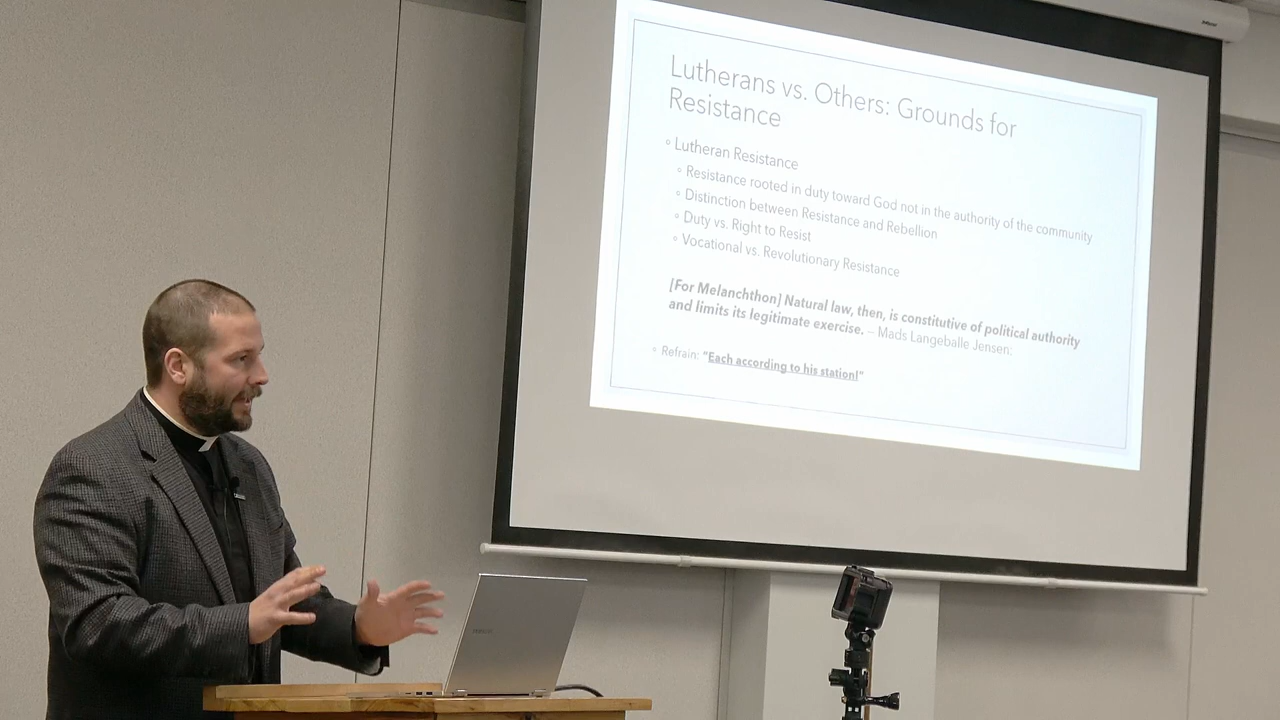 Lutherans vs. Others: Grounds for
Resistance
Lutheran Resistance
Resistance rooted in duty toward God not in the authority of the community
Distinction between Resistance and Rebellion
Duty vs. Right to Resist
Vocational vs. Revolutionary Resistance
[For Melanchthon] Natural law, then, is constitutive of political authority
and limits its legitimate exercise. – Mads Langeballe Jensen:
Refrain: "Each according to his station!"